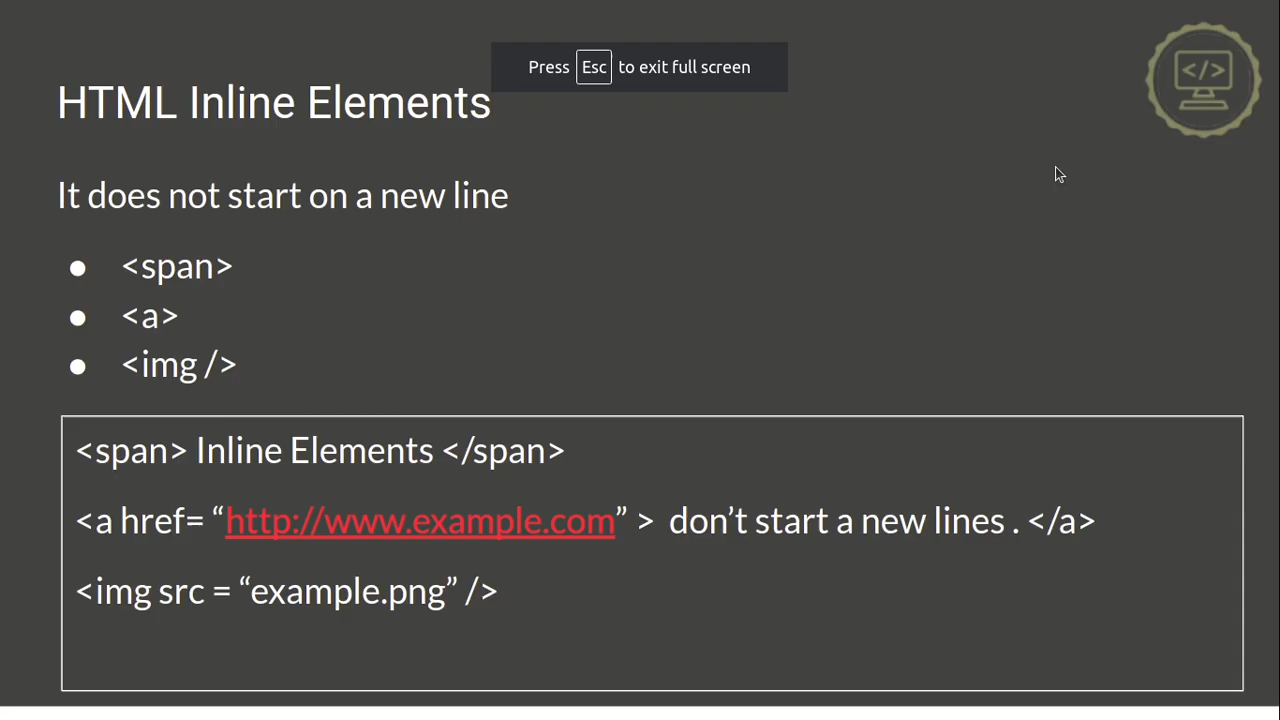 Press Esc to exit full screen
HTML Inline Elements
</>
It does not start on a new line
● <span>
● <a>
● <img />
<span> Inline Elements </span>
<a href= “http://www.example.com” >  don’t start a new lines . </a>
<img src = “example.png” />